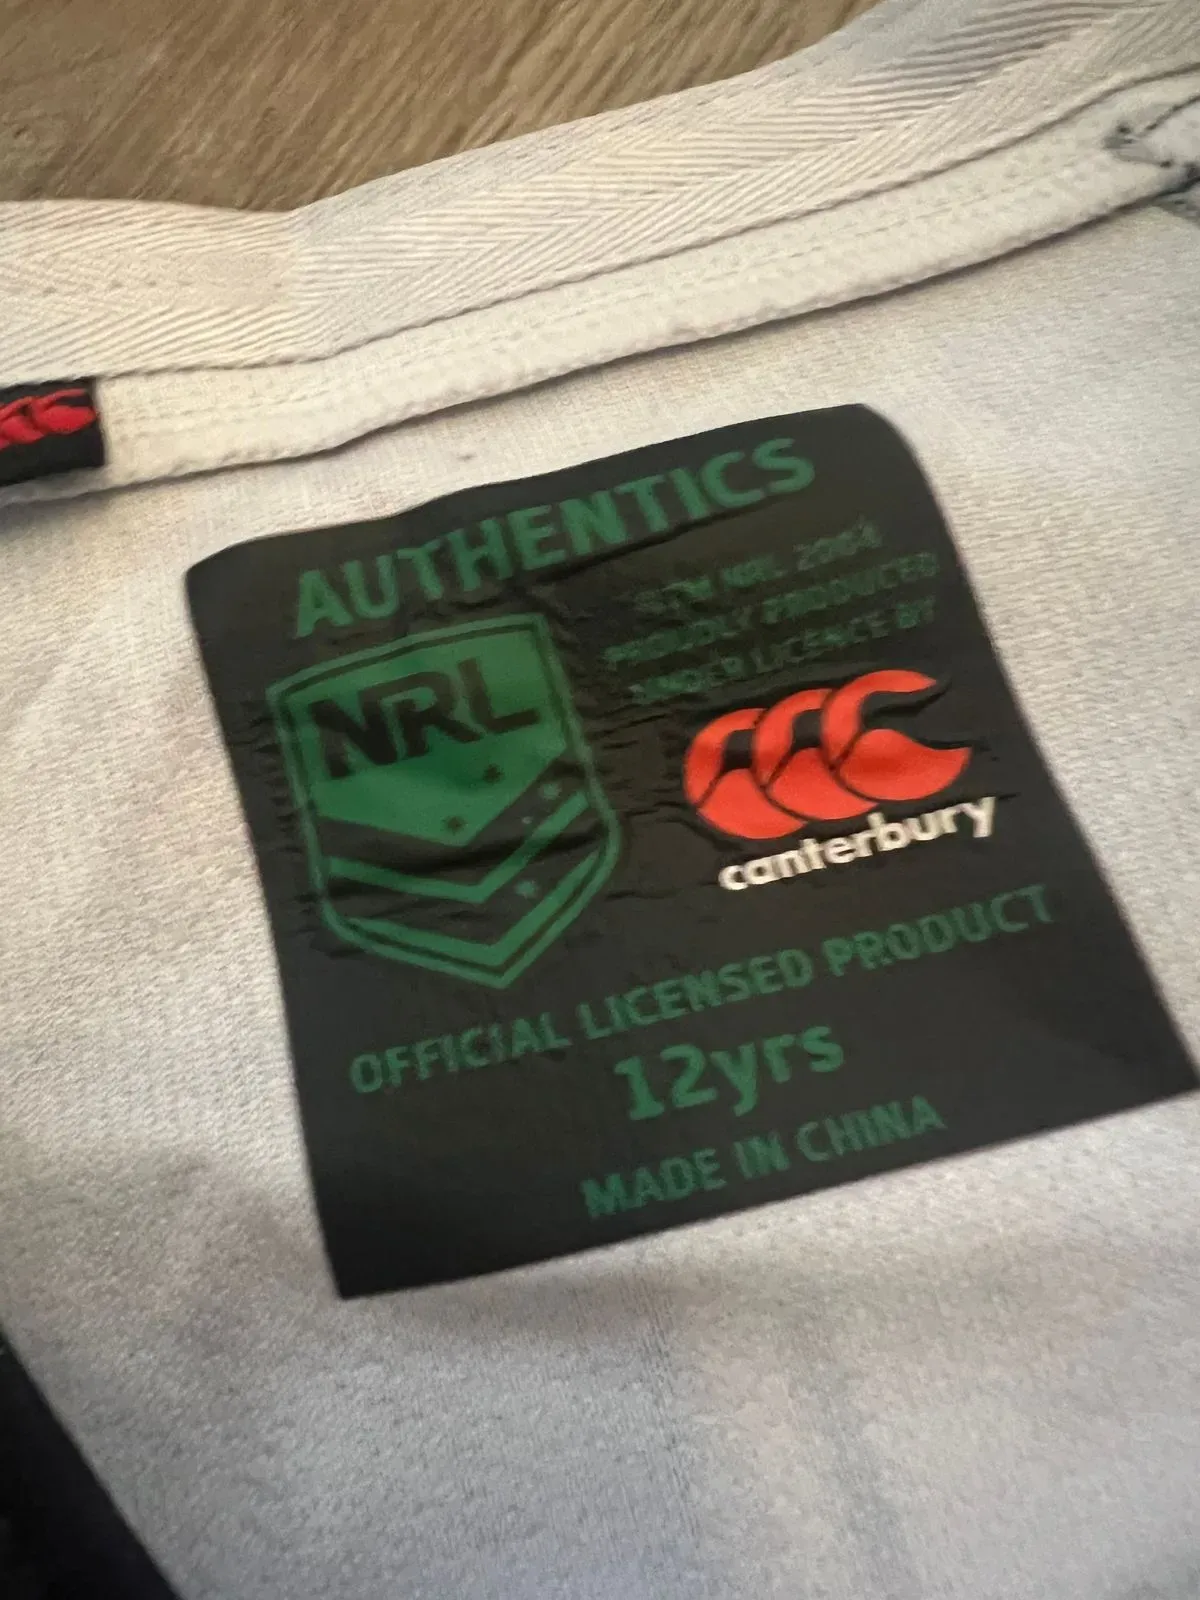 AUTHENTICS
NRL
PROUDLY PRODUCED
UNDER LICENCE BY
canterbury
OFFICIAL LICENSED PRODUCT
12yrs
MADE IN CHINA